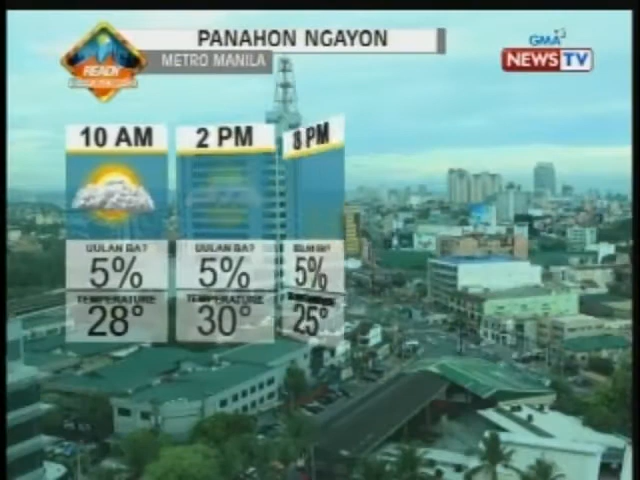 PANAHON NGAYON
METRO MANILA
READY
GMA
NEWS TV
10 AM
2 PM
8 PM
UULAN BA?
UULAN BA?
5%
5%
5%
TEMPERATURE
TEMPERATURE
28°
30°
25°